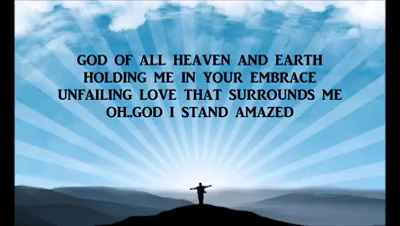 GOD OF ALL HEAVEN AND EARTH
HOLDING ME IN YOUR EMBRACE
UNFAILING LOVE THAT SURROUNDS ME
OH..GOD I STAND AMAZED